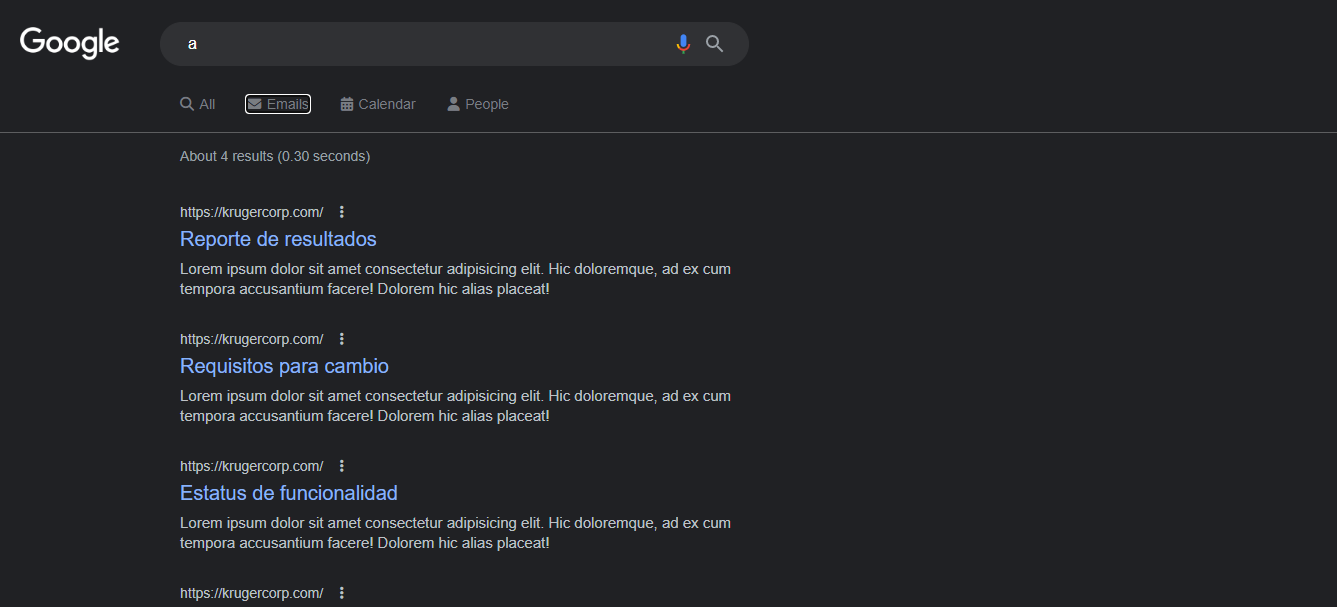 Google
a
All Emails Calendar People
About 4 results (0.30 seconds)
https://krugercorp.com/
Reporte de resultados
Lorem ipsum dolor sit amet consectetur adipisicing elit. Hic doloremque, ad ex cum
tempora accusantium facere! Dolorem hic alias placeat!
https://krugercorp.com/
Requisitos para cambio
Lorem ipsum dolor sit amet consectetur adipisicing elit. Hic doloremque, ad ex cum
tempora accusantium facere! Dolorem hic alias placeat!
https://krugercorp.com/
Estatus de funcionalidad
Lorem ipsum dolor sit amet consectetur adipisicing elit. Hic doloremque, ad ex cum
tempora accusantium facere! Dolorem hic alias placeat!
https://krugercorp.com/